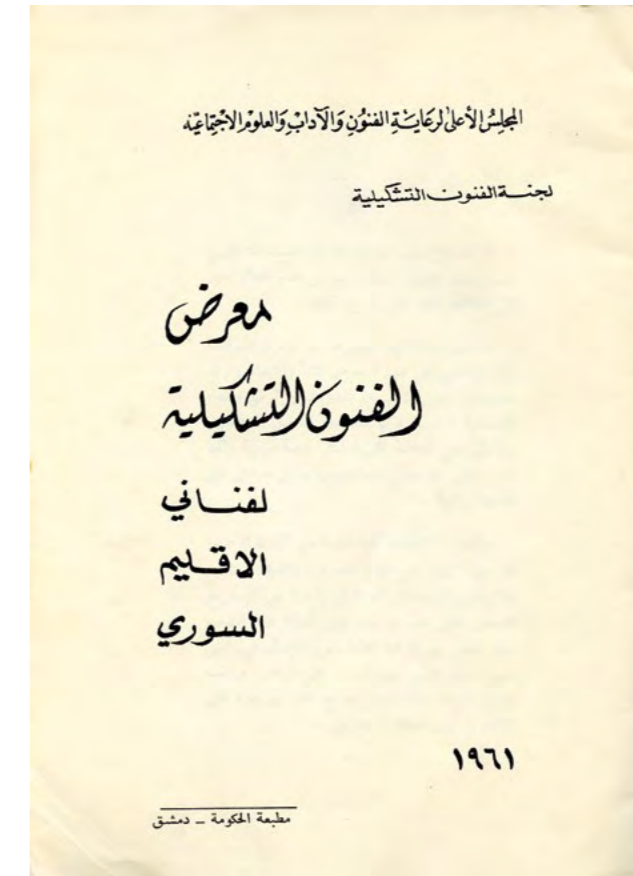 المجلس الأعلى لرعاية الفنون والآداب والعلوم الاجتماعية
لجنة الفنون التشكيلية
معرض
الفنون التشكيلية
لفناني
الاقليم
السوري
١٩٦١
مطبعة الحكومة – دمشق